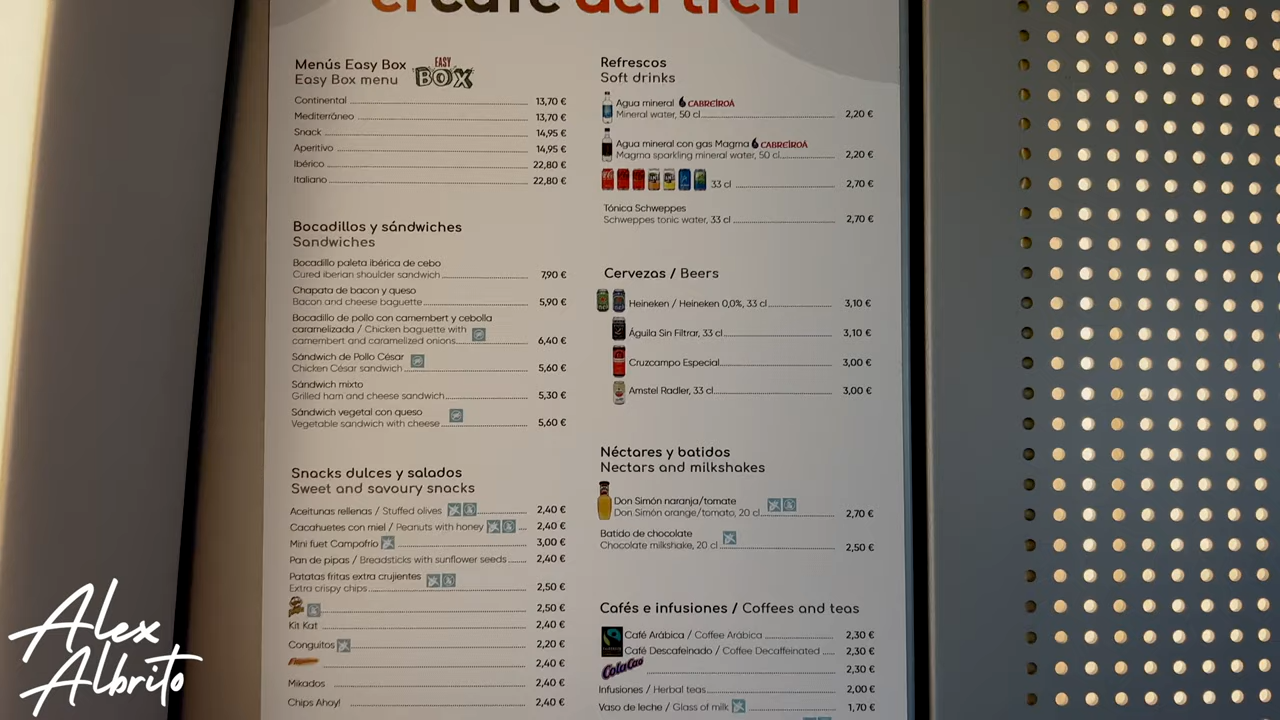 el café del tren
Menús Easy Box
Easy Box menu
EASY
BOX
Continental 13,70 €
Mediterráneo 13,70 €
Snack 14,95 €
Aperitivo 14,95 €
Ibérico 22,80 €
Italiano 22,80 €
Bocadillos y sándwiches
Sandwiches
Bocadillo paleta ibérica de cebo
Cured iberian shoulder sandwich 7,90 €
Chapata de bacon y queso
Bacon and cheese baguette 5,90 €
Bocadillo de pollo con camembert y cebolla
caramelizada / Chicken baguette with
camembert and caramelized onions 6,40 €
Sándwich de Pollo César
Chicken César sandwich 5,60 €
Sándwich mixto
Grilled ham and cheese sandwich 5,30 €
Sándwich vegetal con queso
Vegetable sandwich with cheese 5,60 €
Snacks dulces y salados
Sweet and savoury snacks
Aceitunas rellenas / Stuffed olives 2,40 €
Cacahuetes con miel / Peanuts with honey 2,40 €
Mini fuet Campofrío 3,00 €
Pan de pipas / Breadsticks with sunflower seeds 2,40 €
Patatas fritas extra crujientes
Extra crispy chips 2,50 €
2,50 €
Kit Kat 2,40 €
Conguitos 2,20 €
2,40 €
Mikados 2,40 €
Chips Ahoy! 2,40 €
Refrescos
Soft drinks
Agua mineral CABREIROÁ
Mineral water, 50 cl 2,20 €
Agua mineral con gas Magma CABREIROÁ
Magma sparkling mineral water, 50 cl 2,20 €
33 cl 2,70 €
Tónica Schweppes
Schweppes tonic water, 33 cl 2,70 €
Cervezas / Beers
Heineken / Heineken 0,0%, 33 cl 3,10 €
Águila Sin Filtrar, 33 cl 3,10 €
Cruzcampo Especial 3,00 €
Amstel Radler, 33 cl 3,00 €
Néctares y batidos
Nectars and milkshakes
Don Simón naranja/tomate
Don Simón orange/tomato, 20 cl 2,70 €
Batido de chocolate
Chocolate milkshake, 20 cl 2,50 €
Cafés e infusiones / Coffees and teas
Café Arábica / Coffee Arábica 2,30 €
Café Descafeinado / Coffee Decaffeinated 2,30 €
ColaCao 2,30 €
Infusiones / Herbal teas 2,00 €
Vaso de leche / Glass of milk 1,70 €
Alex
Albrito